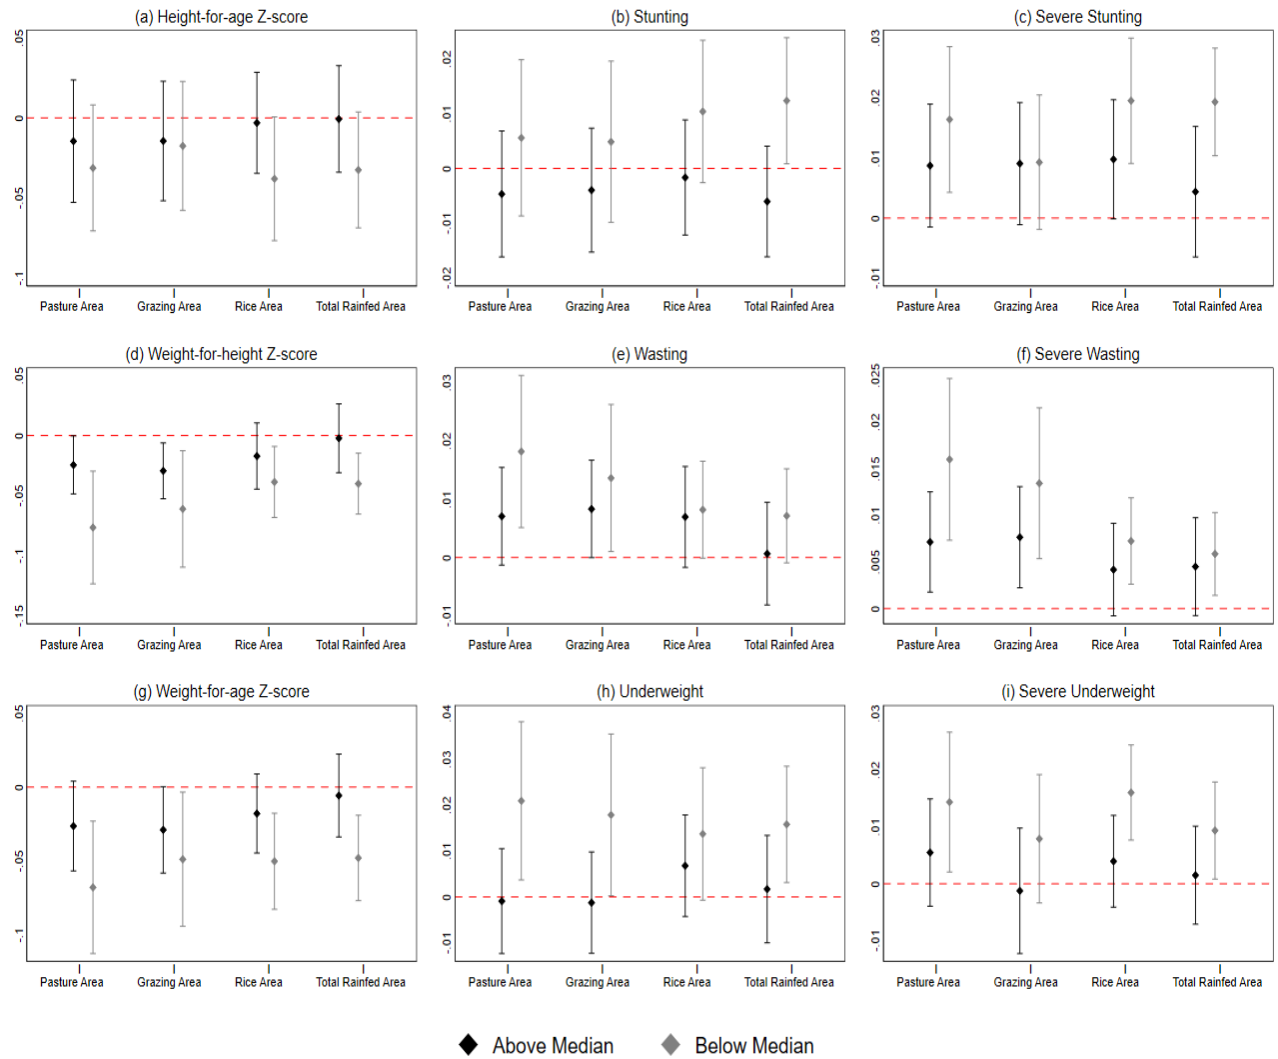 (a) Height-for-age Z-score
.05
0
-.05
-.1
Pasture Area Grazing Area Rice Area Total Rainfed Area
(b) Stunting
.02
.01
0
-.01
-.02
Pasture Area Grazing Area Rice Area Total Rainfed Area
(c) Severe Stunting
.03
.02
.01
0
-.01
Pasture Area Grazing Area Rice Area Total Rainfed Area
(d) Weight-for-height Z-score
.05
0
-.05
-.1
-.15
Pasture Area Grazing Area Rice Area Total Rainfed Area
(e) Wasting
.03
.02
.01
0
-.01
Pasture Area Grazing Area Rice Area Total Rainfed Area
(f) Severe Wasting
.025
.02
.015
.01
.005
0
Pasture Area Grazing Area Rice Area Total Rainfed Area
(g) Weight-for-age Z-score
.05
0
-.05
-.1
Pasture Area Grazing Area Rice Area Total Rainfed Area
(h) Underweight
.04
.03
.02
.01
0
-.01
Pasture Area Grazing Area Rice Area Total Rainfed Area
(i) Severe Underweight
.03
.02
.01
0
-.01
Pasture Area Grazing Area Rice Area Total Rainfed Area
Above Median Below Median